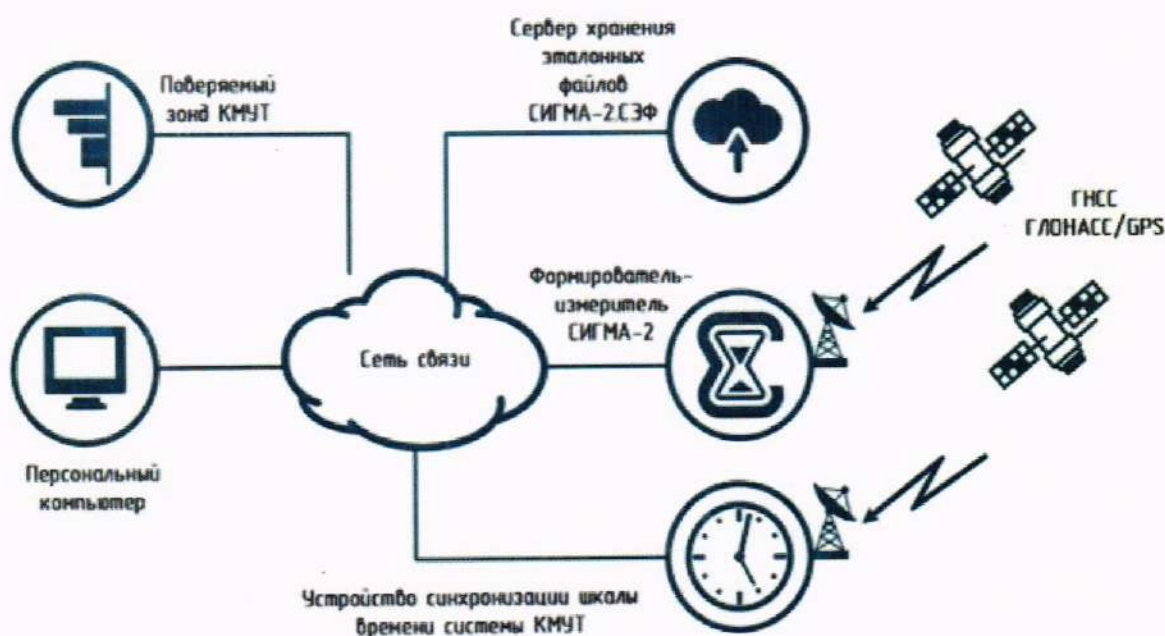 Поверяемый
зонд КМУТ
Сервер хранения
эталонных
файлов
СИГМА-2.СЭФ
ГНСС
ГЛОНАСС/GPS
Формирователь-
измеритель
СИГМА-2
Сеть связи
Персональный
компьютер
Устройство синхронизации шкалы
времени системы КМУТ